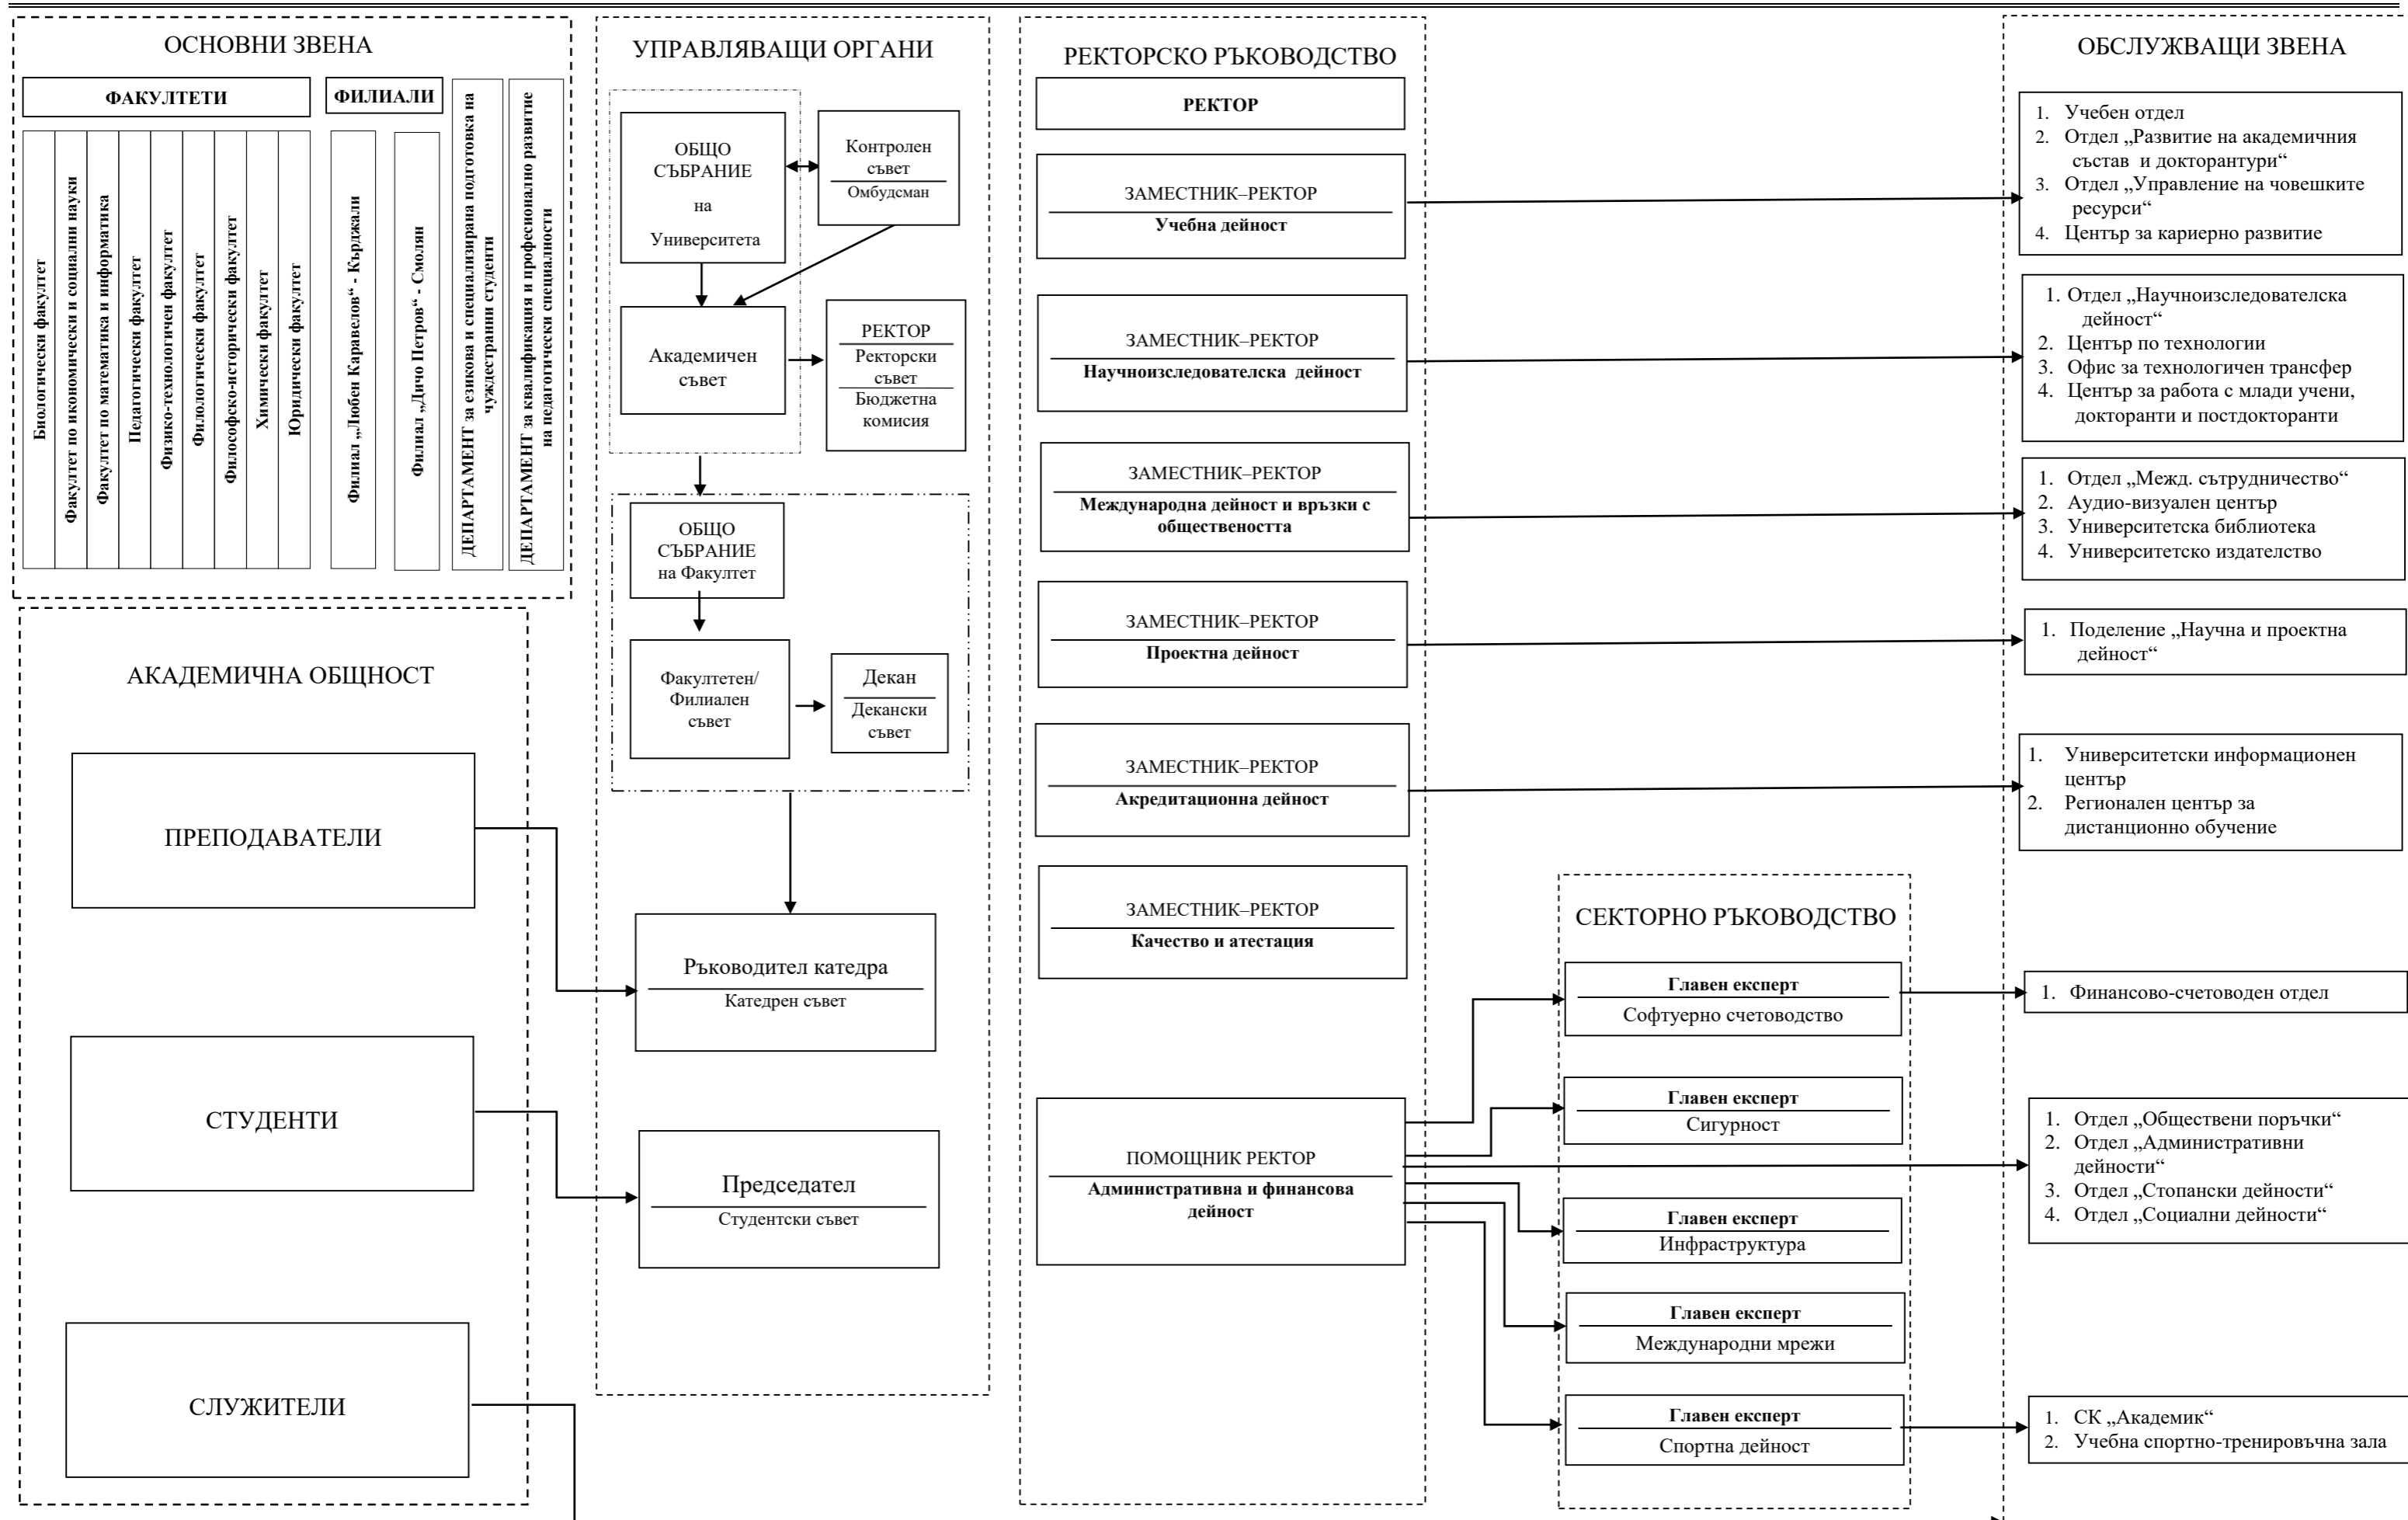 ОСНОВНИ ЗВЕНА
ФАКУЛТЕТИ
Биологически факултет
Факултет по икономически и социални науки
Факултет по математика и информатика
Педагогически факултет
Физико-технологичен факултет
Филологически факултет
Философско-исторически факултет
Химически факултет
Юридически факултет
ФИЛИАЛИ
Филиал „Любен Каравелов“ - Кърджали
Филиал „Дичо Петров“ - Смолян
ДЕПАРТАМЕНТ за езикова и специализирана подготовка на
чуждестранни студенти
ДЕПАРТАМЕНТ за квалификация и професионално развитие
на педагогически специалности
АКАДЕМИЧНА ОБЩНОСТ
ПРЕПОДАВАТЕЛИ
СТУДЕНТИ
СЛУЖИТЕЛИ
УПРАВЛЯВАЩИ ОРГАНИ
ОБЩО
СЪБРАНИЕ
на
Университета
Контролен
съвет
Омбудсман
Академичен
съвет
РЕКТОР
Ректорски
съвет
Бюджетна
комисия
ОБЩО
СЪБРАНИЕ
на Факултет
Факултетен/
Филиален
съвет
Декан
Декански
съвет
Ръководител катедра
Катедрен съвет
Председател
Студентски съвет
РЕКТОРСКО РЪКОВОДСТВО
РЕКТОР
ЗАМЕСТНИК–РЕКТОР
Учебна дейност
ЗАМЕСТНИК–РЕКТОР
Научноизследователска дейност
ЗАМЕСТНИК–РЕКТОР
Международна дейност и връзки с
обществеността
ЗАМЕСТНИК–РЕКТОР
Проектна дейност
ЗАМЕСТНИК–РЕКТОР
Акредитационна дейност
ЗАМЕСТНИК–РЕКТОР
Качество и атестация
ПОМОЩНИК РЕКТОР
Административна и финансова
дейност
СЕКТОРНО РЪКОВОДСТВО
Главен експерт
Софтуерно счетоводство
Главен експерт
Сигурност
Главен експерт
Инфраструктура
Главен експерт
Международни мрежи
Главен експерт
Спортна дейност
ОБСЛУЖВАЩИ ЗВЕНА
1. Учебен отдел
2. Отдел „Развитие на академичния
състав и докторантури“
3. Отдел „Управление на човешките
ресурси“
4. Център за кариерно развитие
1. Отдел „Научноизследователска
дейност“
2. Център по технологии
3. Офис за технологичен трансфер
4. Център за работа с млади учени,
докторанти и постдокторанти
1. Отдел „Межд. сътрудничество“
2. Аудио-визуален център
3. Университетска библиотека
4. Университетско издателство
1. Поделение „Научна и проектна
дейност“
1. Университетски информационен
център
2. Регионален център за
дистанционно обучение
1. Финансово-счетоводен отдел
1. Отдел „Обществени поръчки“
2. Отдел „Административни
дейности“
3. Отдел „Стопански дейности“
4. Отдел „Социални дейности“
1. СК „Академик“
2. Учебна спортно-тренировъчна зала